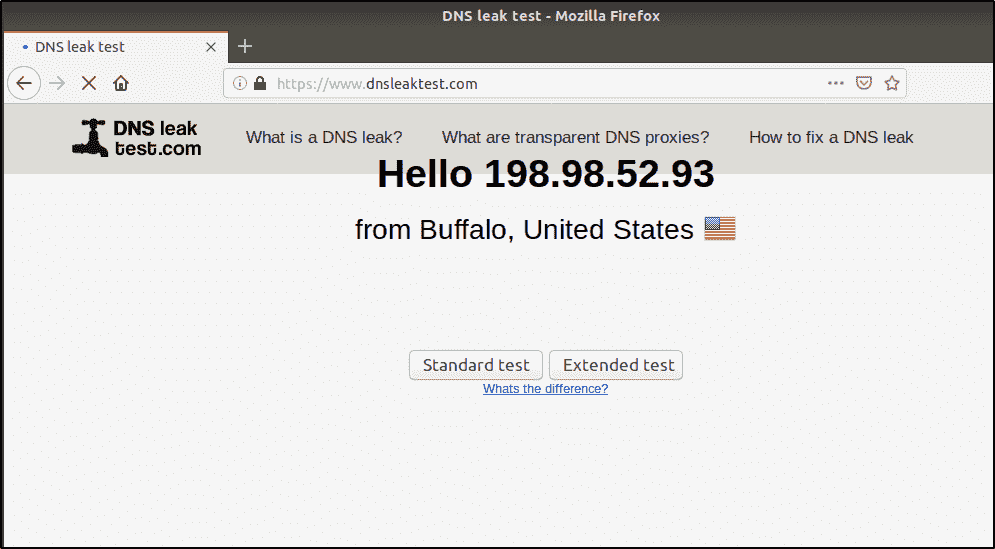 DNS leak test - Mozilla Firefox
DNS leak test
https://www.dnsleaktest.com
DNS leak
test.com
What is a DNS leak? What are transparent DNS proxies? How to fix a DNS leak
Hello 198.98.52.93
from Buffalo, United States
Standard test Extended test
Whats the difference?